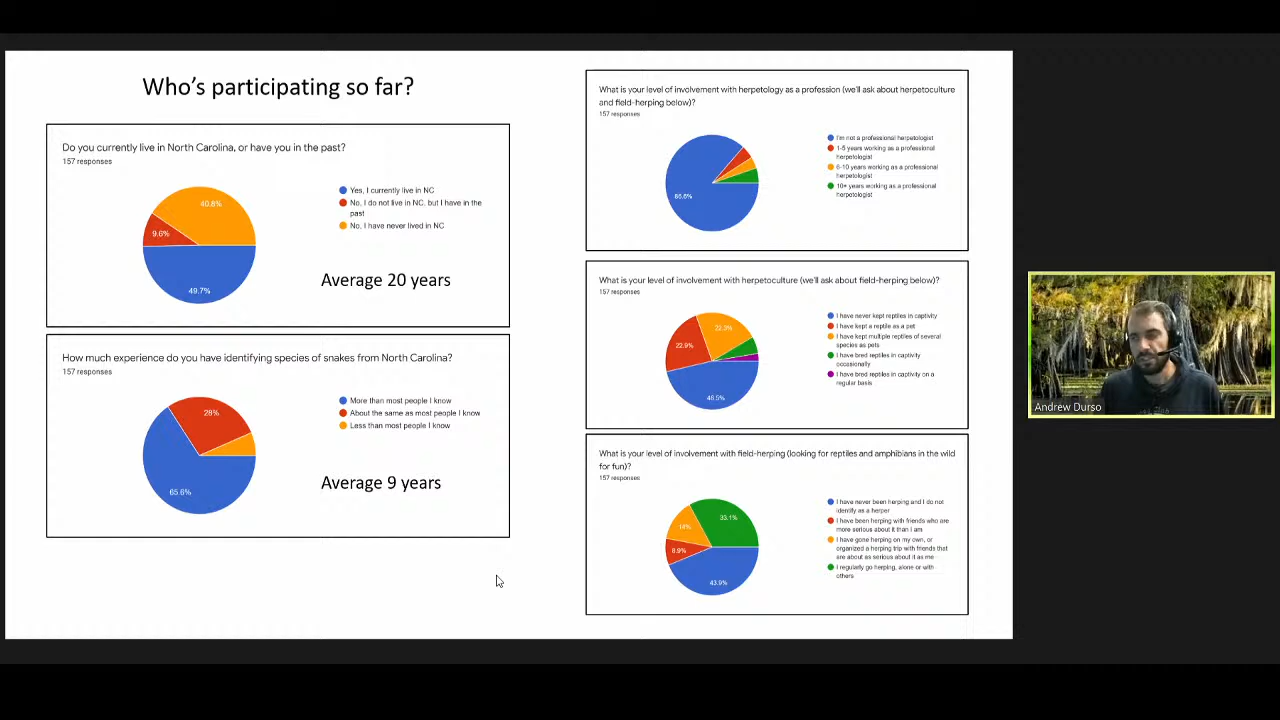 Who's participating so far?
Do you currently live in North Carolina, or have you in the past?
157 responses
40.8%
9.6%
49.7%
Yes, I currently live in NC
No, I do not live in NC, but I have in the
past
No, I have never lived in NC
Average 20 years
How much experience do you have identifying species of snakes from North Carolina?
157 responses
28%
65.6%
More than most people I know
About the same as most people I know
Less than most people I know
Average 9 years
What is your level of involvement with herpetology as a profession (we'll ask about herpetoculture
and field-herping below)?
157 responses
I'm not a professional herpetologist
1-5 years working as a professional
herpetologist
6-10 years working as a professional
herpetologist
10+ years working as a professional
herpetologist
What is your level of involvement with herpetoculture (we'll ask about field-herping below)?
157 responses
22.3%
22.9%
46.5%
I have never kept reptiles in captivity
I have kept a reptile as a pet
I have kept multiple reptiles of several
species as pets
I have bred reptiles in captivity
occasionally
I have bred reptiles in captivity on a
regular basis
What is your level of involvement with field-herping (looking for reptiles and amphibians in the wild
for fun)?
157 responses
33.1%
14%
8.9%
43.9%
I have never been herping and I do not
identify as a herper
I have been herping with friends who are
more serious about it than I am
I have gone herping on my own, or
organized a herping trip with friends that
are about as serious about it as me
I regularly go herping, alone or with
others
Andrew Durso